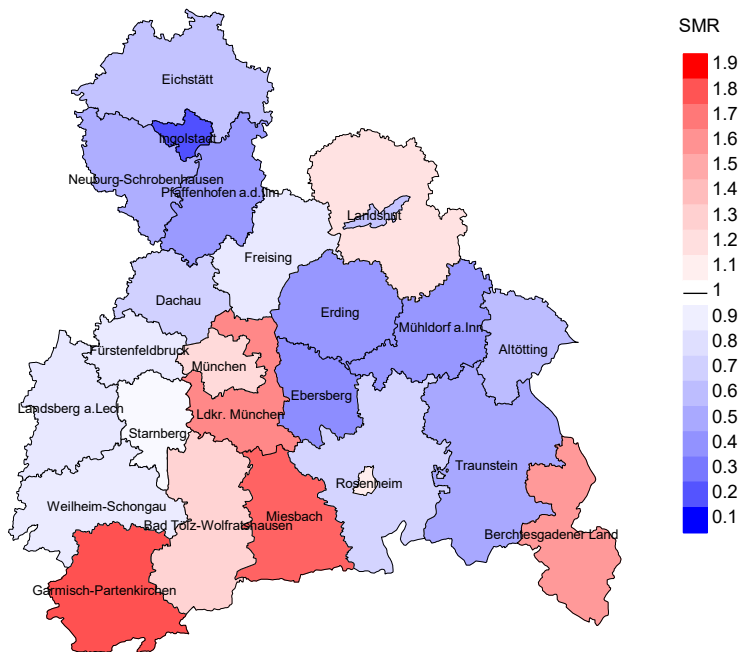 SMR
1.9
1.8
1.7
1.6
1.5
1.4
1.3
1.2
1.1
1
0.9
0.8
0.7
0.6
0.5
0.4
0.3
0.2
0.1
Eichstätt
Ingolstadt
Neuburg-Schrobenhausen
Pfaffenhofen a.d.Ilm
Landshut
Freising
Dachau
Erding
Mühldorf a.Inn
Altötting
Fürstenfeldbruck
München
Ebersberg
Landsberg a.Lech
Ldkr. München
Starnberg
Traunstein
Rosenheim
Weilheim-Schongau
Miesbach
Bad Tölz-Wolfratshausen
Berchtesgadener Land
Garmisch-Partenkirchen